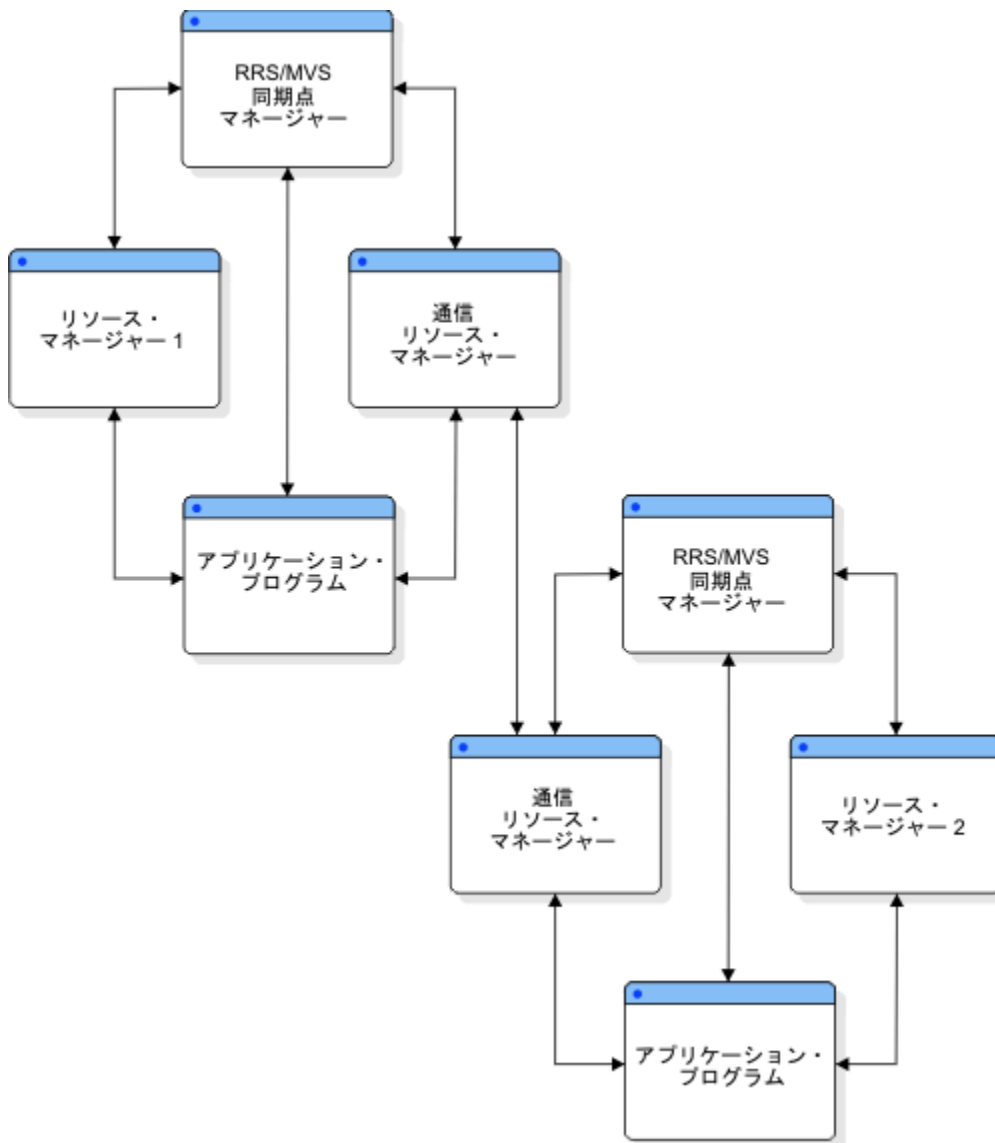 RRS/MVS
同期点
マネージャー
リソース・
マネージャー 1
通信
リソース・
マネージャー
アプリケーション・
プログラム
RRS/MVS
同期点
マネージャー
通信
リソース・
マネージャー
リソース・
マネージャー 2
アプリケーション・
プログラム